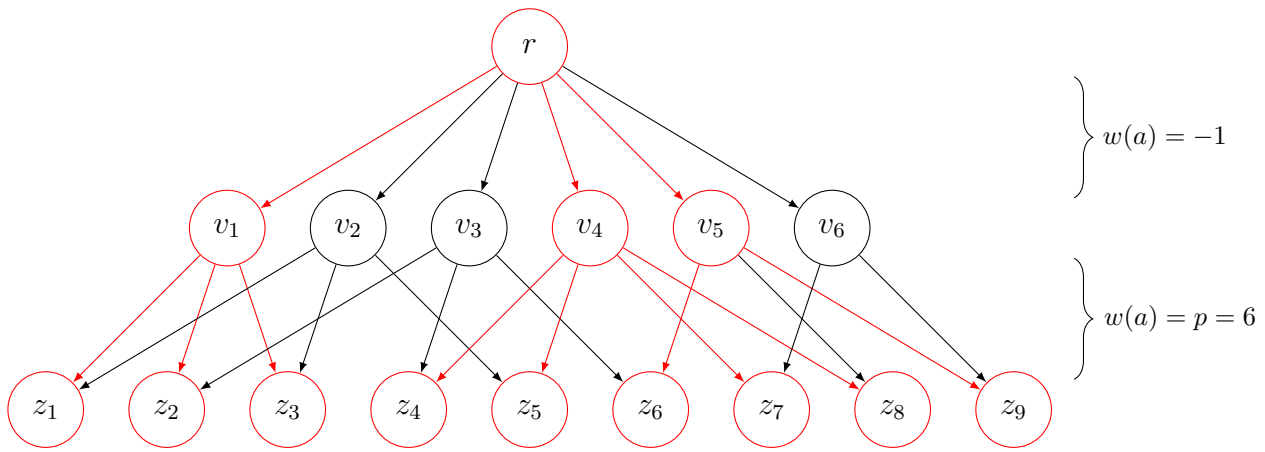 r
w(a) = −1
v₁ v₂ v₃ v₄ v₅ v₆
w(a) = p = 6
z₁ z₂ z₃ z₄ z₅ z₆ z₇ z₈ z₉